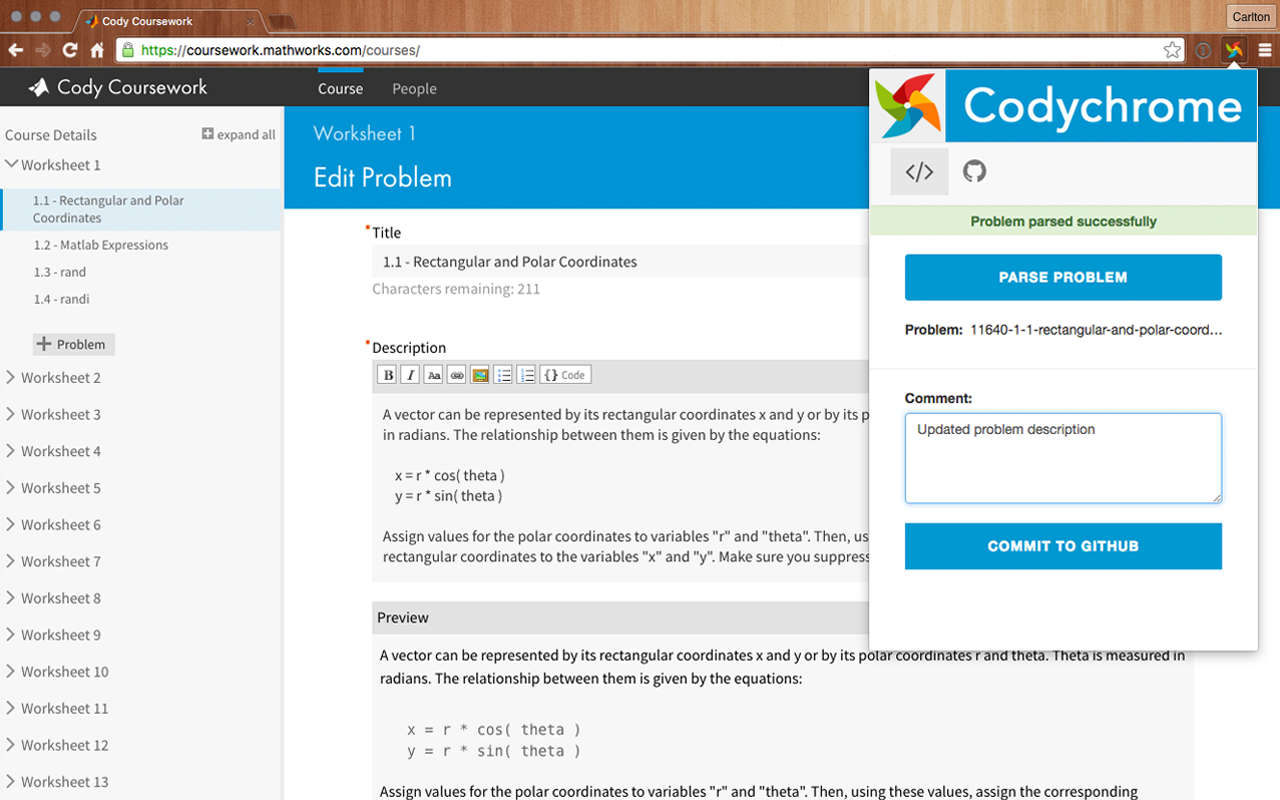 Cody Coursework
Carlton
https://coursework.mathworks.com/courses/
Cody Coursework
Course
People
Course Details
expand all
Worksheet 1
1.1 - Rectangular and Polar
Coordinates
1.2 - Matlab Expressions
1.3 - rand
1.4 - randi
Problem
Worksheet 2
Worksheet 3
Worksheet 4
Worksheet 5
Worksheet 6
Worksheet 7
Worksheet 8
Worksheet 9
Worksheet 10
Worksheet 11
Worksheet 12
Worksheet 13
Worksheet 1
Edit Problem
*Title
1.1 - Rectangular and Polar Coordinates
Characters remaining: 211
*Description
B I Aa {} Code
A vector can be represented by its rectangular coordinates x and y or by its p
in radians. The relationship between them is given by the equations:
x = r * cos( theta )
y = r * sin( theta )
Assign values for the polar coordinates to variables "r" and "theta". Then, us
rectangular coordinates to the variables "x" and "y". Make sure you suppress
Preview
A vector can be represented by its rectangular coordinates x and y or by its polar coordinates r and theta. Theta is measured in
radians. The relationship between them is given by the equations:
x = r * cos( theta )
y = r * sin( theta )
Assign values for the polar coordinates to variables "r" and "theta". Then, using these values, assign the corresponding
Codychrome
</>
Problem parsed successfully
PARSE PROBLEM
Problem: 11640-1-1-rectangular-and-polar-coord...
Comment:
Updated problem description
COMMIT TO GITHUB